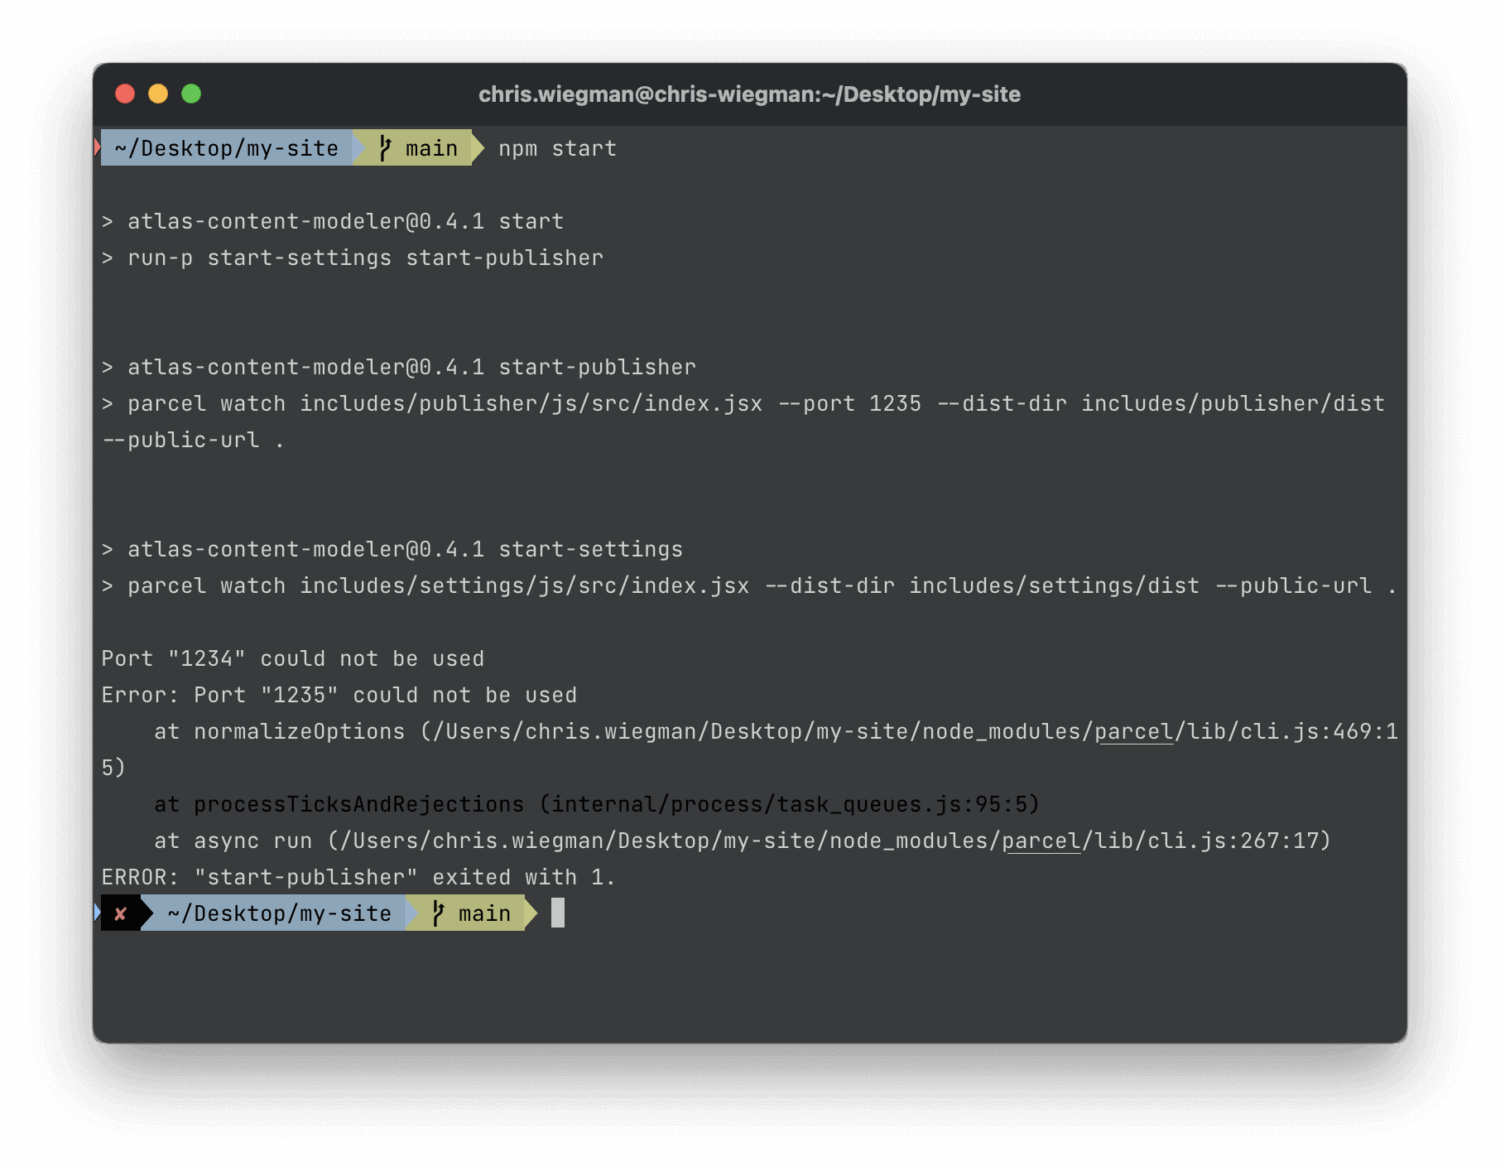 chris.wiegman@chris-wiegman:~/Desktop/my-site
~/Desktop/my-site main npm start
> atlas-content-modeler@0.4.1 start
> run-p start-settings start-publisher
> atlas-content-modeler@0.4.1 start-publisher
> parcel watch includes/publisher/js/src/index.jsx --port 1235 --dist-dir includes/publisher/dist
--public-url .
> atlas-content-modeler@0.4.1 start-settings
> parcel watch includes/settings/js/src/index.jsx --dist-dir includes/settings/dist --public-url .
Port "1234" could not be used
Error: Port "1235" could not be used
    at normalizeOptions (/Users/chris.wiegman/Desktop/my-site/node_modules/parcel/lib/cli.js:469:1
5)
    at processTicksAndRejections (internal/process/task_queues.js:95:5)
    at async run (/Users/chris.wiegman/Desktop/my-site/node_modules/parcel/lib/cli.js:267:17)
ERROR: "start-publisher" exited with 1.
✘ ~/Desktop/my-site main